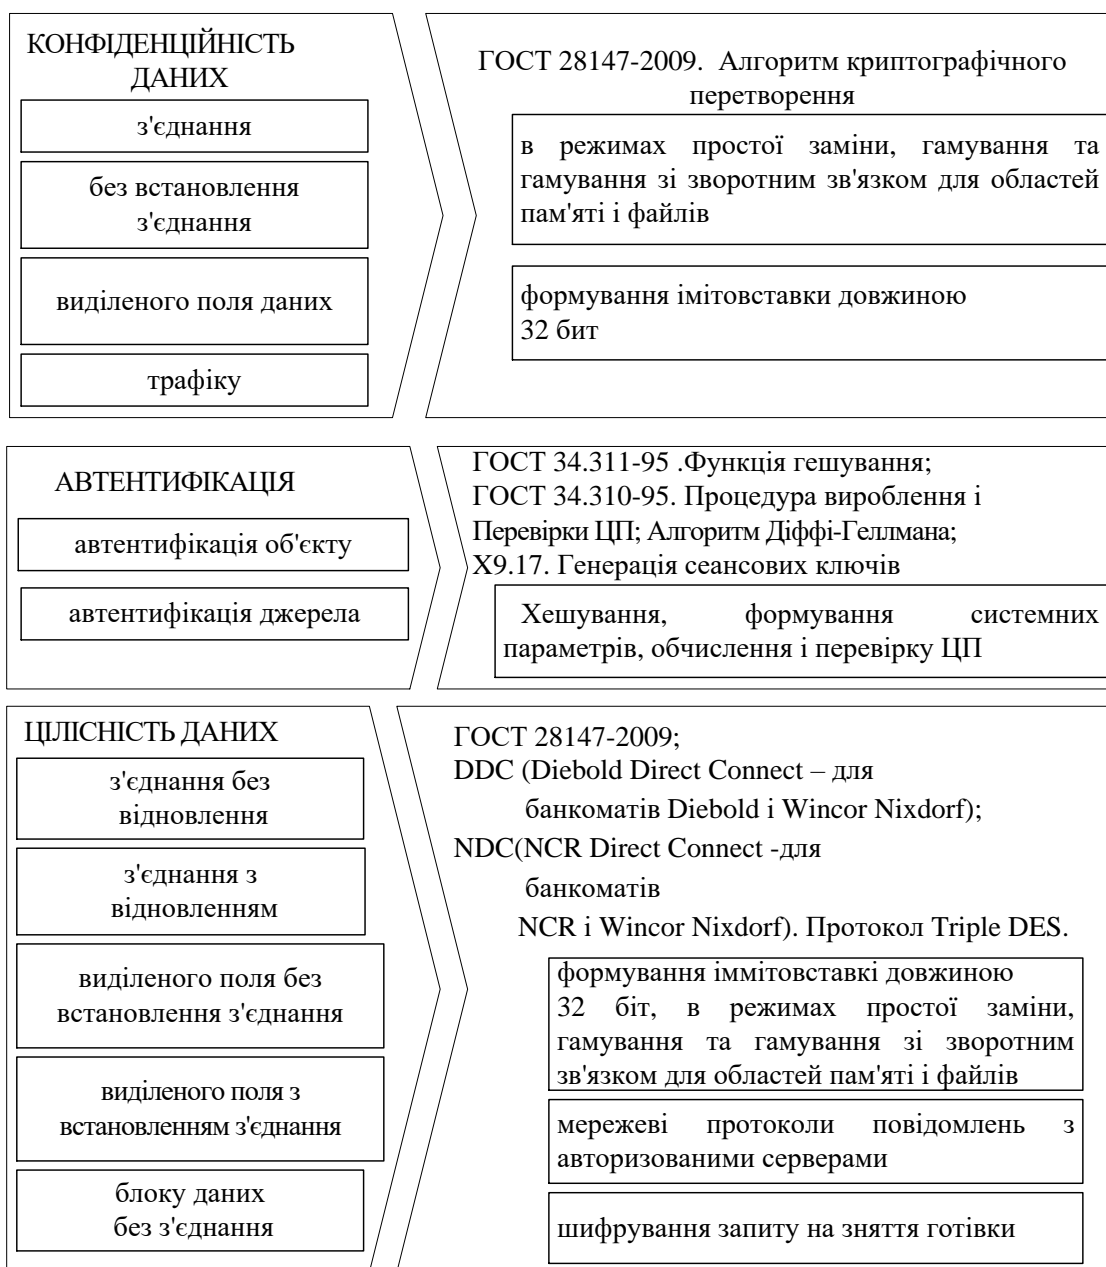 КОНФІДЕНЦІЙНІСТЬ
ДАНИХ
з'єднання
без встановлення
з'єднання
виділеного поля даних
трафіку
ГОСТ 28147-2009. Алгоритм криптографічного
перетворення
в режимах простої заміни, гамування та
гамування зі зворотним зв'язком для областей
пам'яті і файлів
формування імітовставки довжиною
32 бит
АВТЕНТИФІКАЦІЯ
автентифікація об'єкту
автентифікація джерела
ГОСТ 34.311-95 .Функція гешування;
ГОСТ 34.310-95. Процедура вироблення і
Перевірки ЦП; Алгоритм Діффі-Геллмана;
X9.17. Генерація сеансових ключів
Хешування, формування системних
параметрів, обчислення і перевірку ЦП
ЦІЛІСНІСТЬ ДАНИХ
з'єднання без
відновлення
з'єднання з
відновленням
виділеного поля без
встановлення з'єднання
виділеного поля з
встановленням з'єднання
блоку даних
без з'єднання
ГОСТ 28147-2009;
DDC (Diebold Direct Connect – для
банкоматів Diebold і Wincor Nixdorf);
NDC(NCR Direct Connect -для
банкоматів
NCR і Wincor Nixdorf). Протокол Triple DES.
формування іммітовставкі довжиною
32 біт, в режимах простої заміни,
гамування та гамування зі зворотним
зв'язком для областей пам'яті і файлів
мережеві протоколи повідомлень з
авторизованими серверами
шифрування запиту на зняття готівки